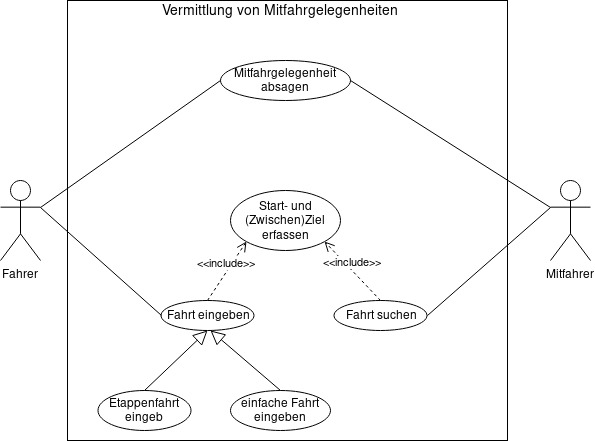 Vermittlung von Mitfahrgelegenheiten
Mitfahrgelegenheit
absagen
Start- und
(Zwischen)Ziel
erfassen
<<include>>
<<include>>
Fahrer
Mitfahrer
Fahrt eingeben
Fahrt suchen
Etappenfahrt
eingeb
einfache Fahrt
eingeben